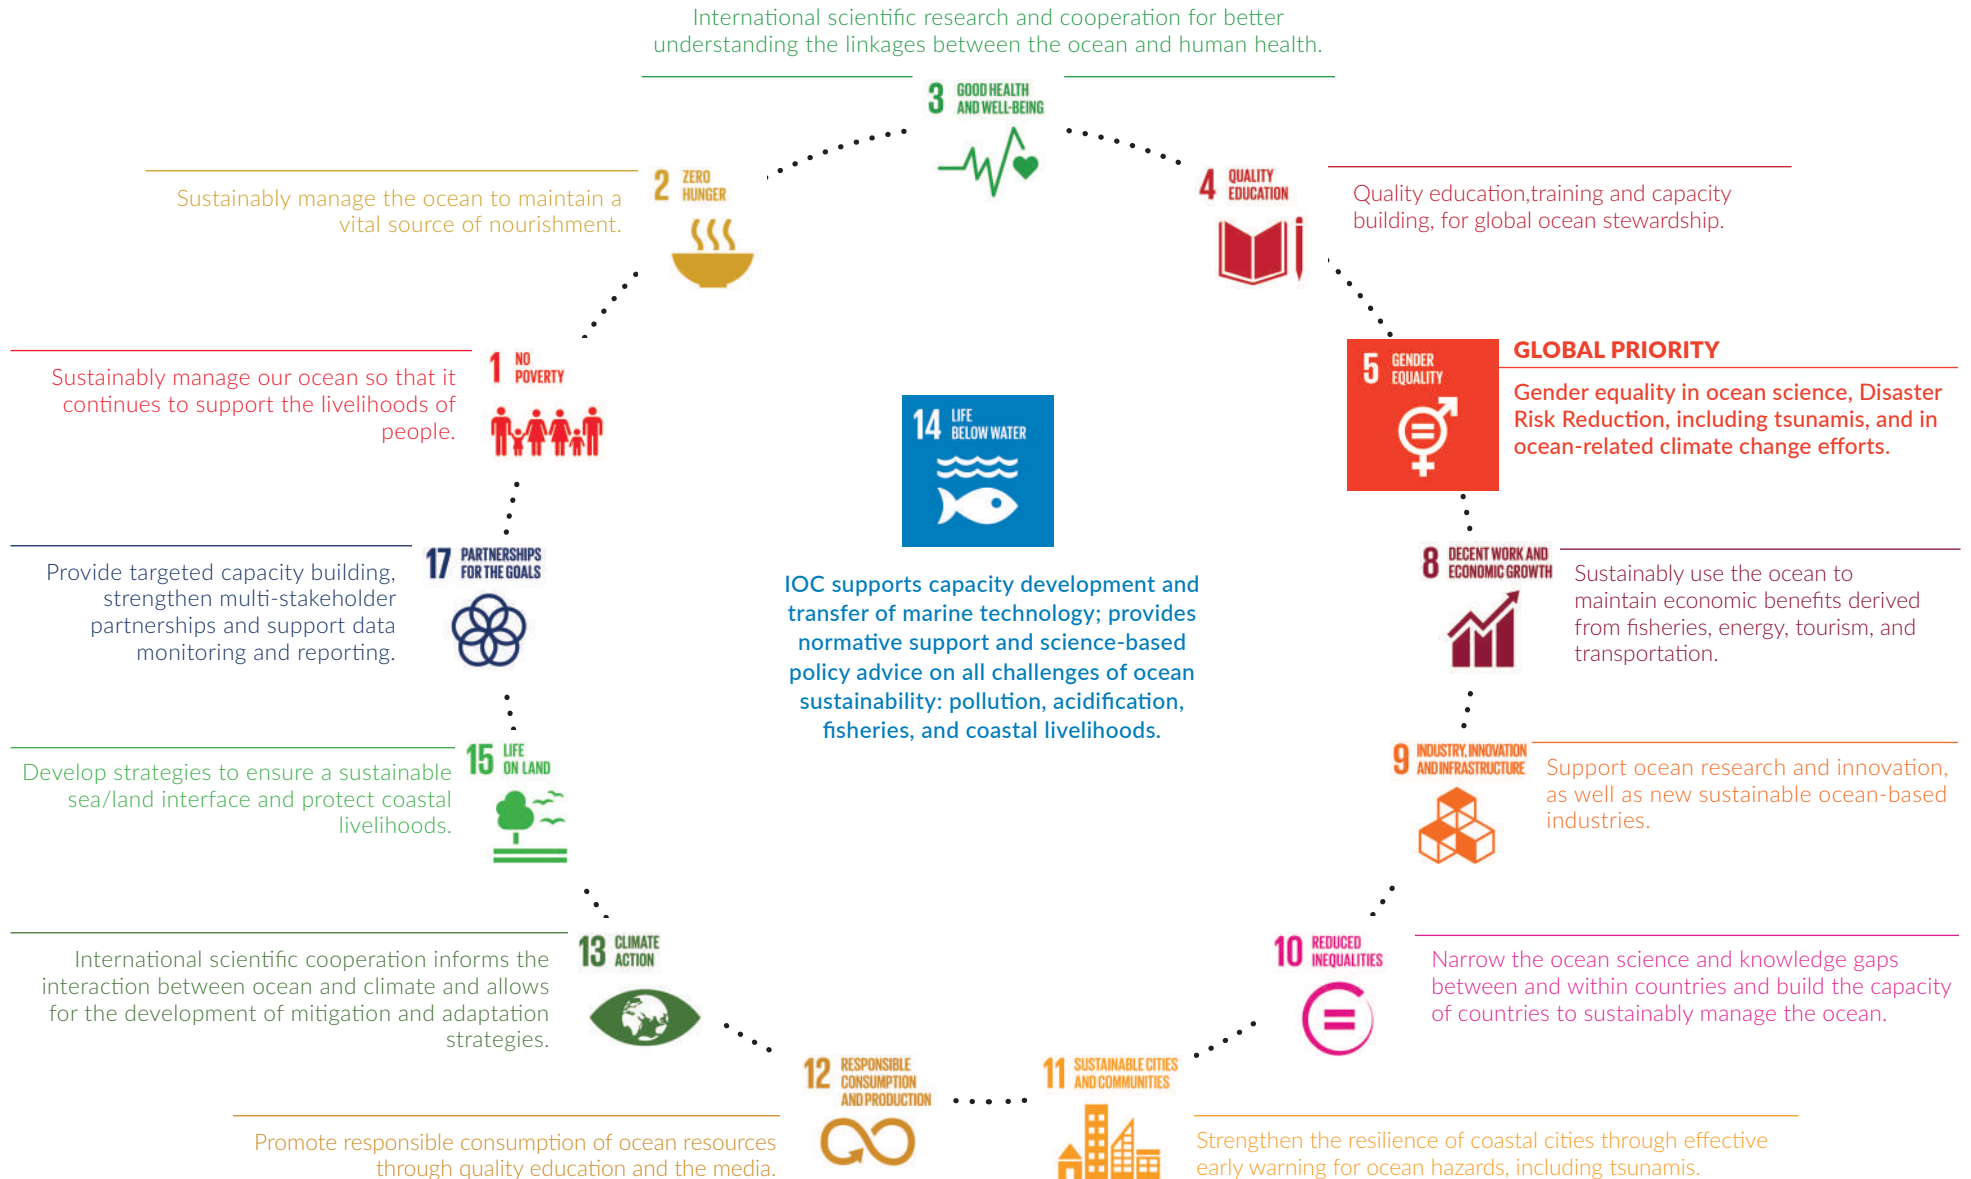 International scientific research and cooperation for better
understanding the linkages between the ocean and human health.
3 GOOD HEALTH
AND WELL-BEING
2 ZERO
HUNGER
Sustainably manage the ocean to maintain a
vital source of nourishment.
4 QUALITY
EDUCATION
Quality education,training and capacity
building, for global ocean stewardship.
1 NO
POVERTY
Sustainably manage our ocean so that it
continues to support the livelihoods of
people.
5 GENDER
EQUALITY
GLOBAL PRIORITY
Gender equality in ocean science, Disaster
Risk Reduction, including tsunamis, and in
ocean-related climate change efforts.
14 LIFE
BELOW WATER
IOC supports capacity development and
transfer of marine technology; provides
normative support and science-based
policy advice on all challenges of ocean
sustainability: pollution, acidification,
fisheries, and coastal livelihoods.
17 PARTNERSHIPS
FOR THE GOALS
Provide targeted capacity building,
strengthen multi-stakeholder
partnerships and support data
monitoring and reporting.
8 DECENT WORK AND
ECONOMIC GROWTH
Sustainably use the ocean to
maintain economic benefits derived
from fisheries, energy, tourism, and
transportation.
15 LIFE
ON LAND
Develop strategies to ensure a sustainable
sea/land interface and protect coastal
livelihoods.
9 INDUSTRY, INNOVATION
AND INFRASTRUCTURE
Support ocean research and innovation,
as well as new sustainable ocean-based
industries.
13 CLIMATE
ACTION
International scientific cooperation informs the
interaction between ocean and climate and allows
for the development of mitigation and adaptation
strategies.
10 REDUCED
INEQUALITIES
Narrow the ocean science and knowledge gaps
between and within countries and build the capacity
of countries to sustainably manage the ocean.
12 RESPONSIBLE
CONSUMPTION
AND PRODUCTION
Promote responsible consumption of ocean resources
through quality education and the media.
11 SUSTAINABLE CITIES
AND COMMUNITIES
Strengthen the resilience of coastal cities through effective
early warning for ocean hazards, including tsunamis.